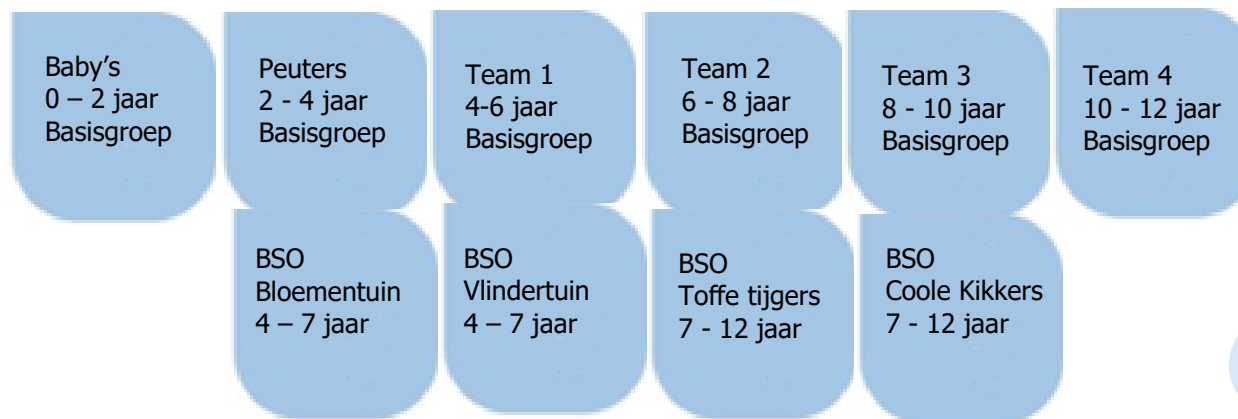 Baby’s
0 – 2 jaar
Basisgroep
Peuters
2 - 4 jaar
Basisgroep
Team 1
4-6 jaar
Basisgroep
Team 2
6 - 8 jaar
Basisgroep
Team 3
8 - 10 jaar
Basisgroep
Team 4
10 - 12 jaar
Basisgroep
BSO
Bloementuin
4 – 7 jaar
BSO
Vlindertuin
4 – 7 jaar
BSO
Toffe tijgers
7 - 12 jaar
BSO
Coole Kikkers
7 - 12 jaar